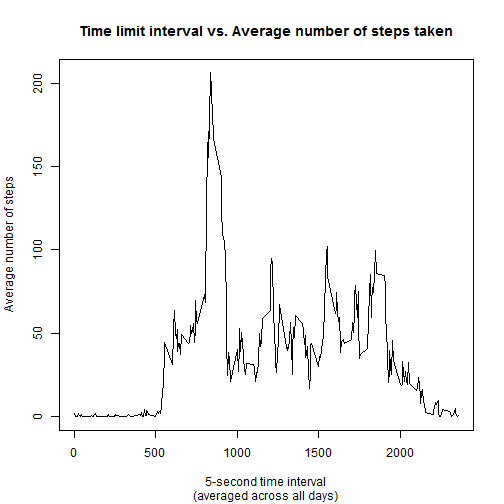 Time limit interval vs. Average number of steps taken
Average number of steps
200
150
100
50
0
0 500 1000 1500 2000
5-second time interval
(averaged across all days)